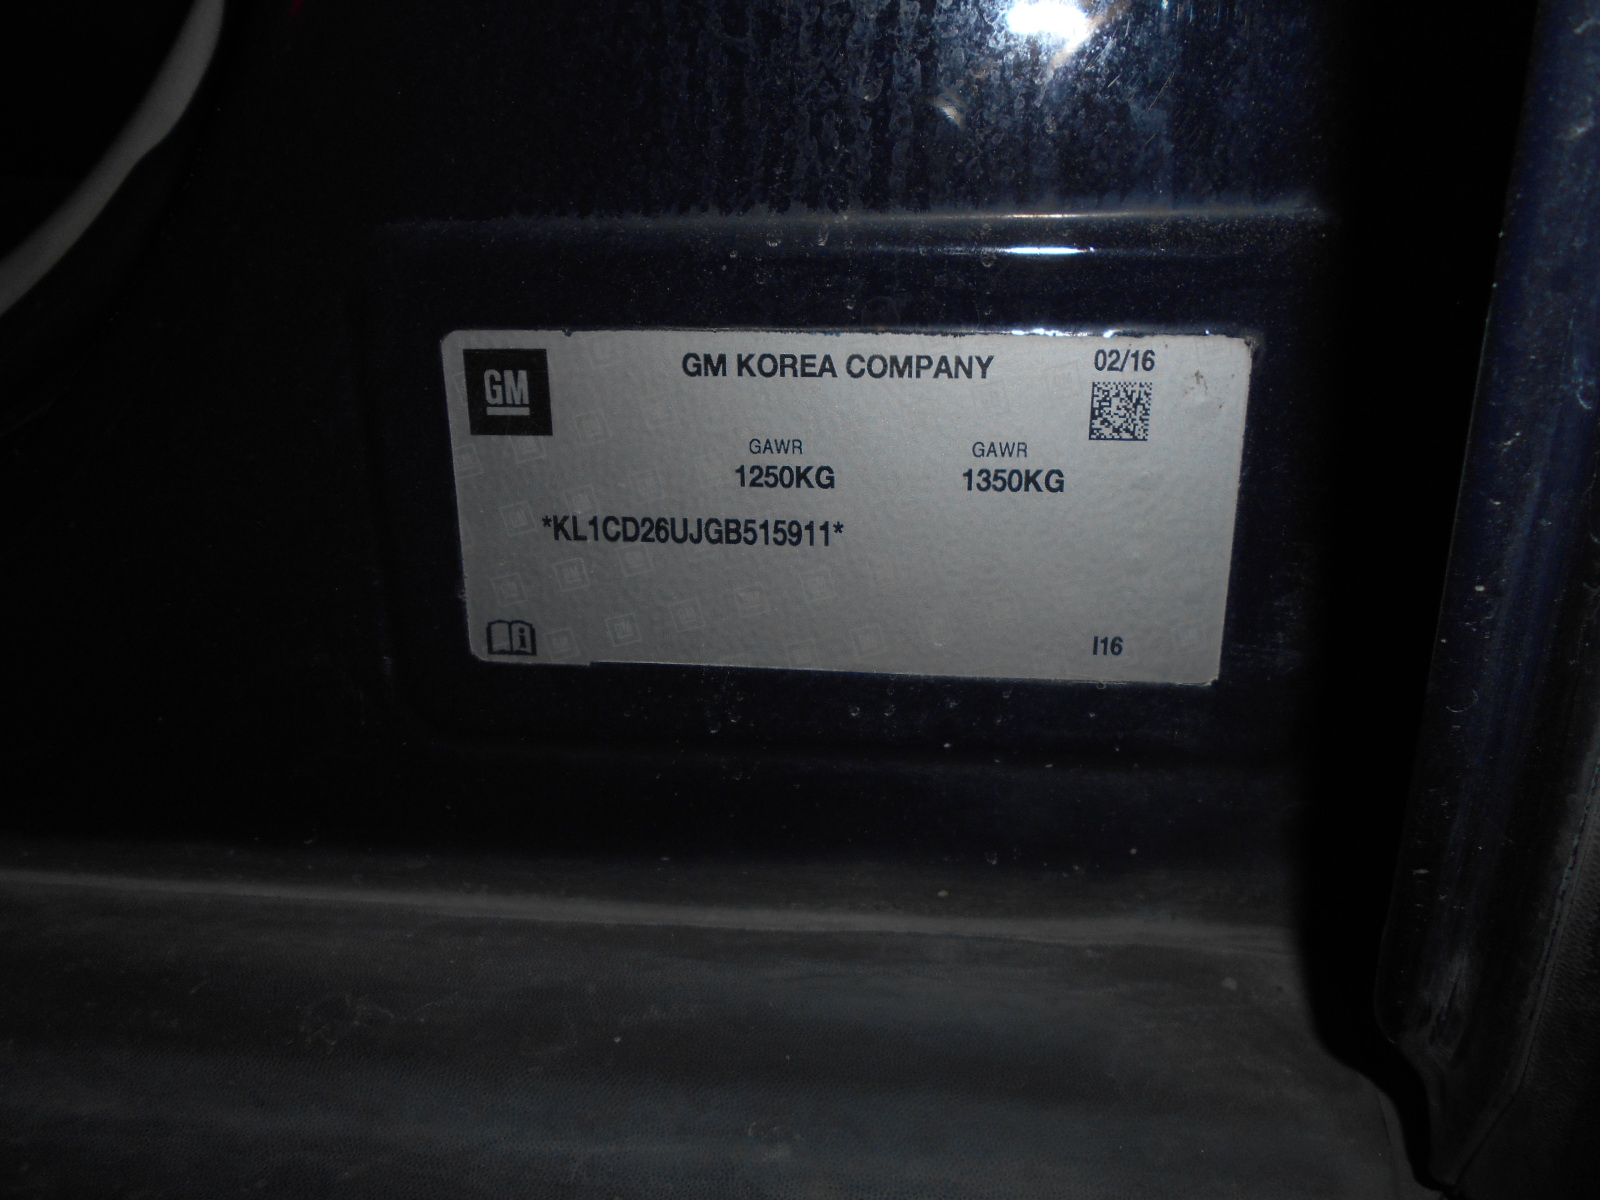 GM
GM KOREA COMPANY
02/16
GAWR GAWR
1250KG 1350KG
*KL1CD26UJGB515911*
i
I16